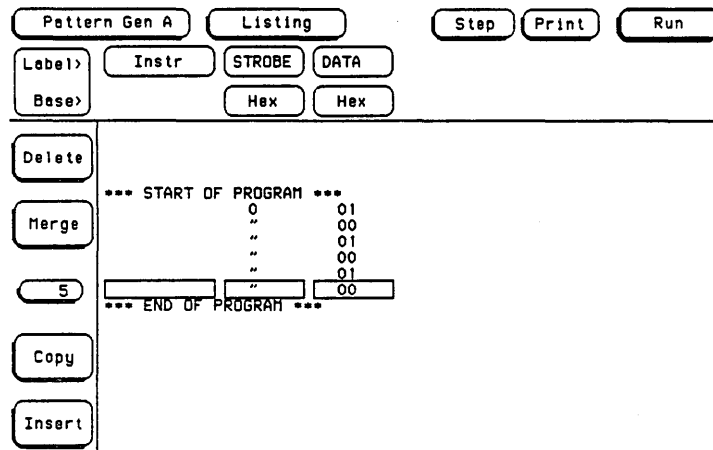 Pattern Gen A Listing Step Print Run
Label> Instr STROBE DATA
Base> Hex Hex
Delete
*** START OF PROGRAM ***
0 01
Merge " 00
" 01
" 00
" 01
5 " 00
*** END OF PROGRAM ***
Copy
Insert